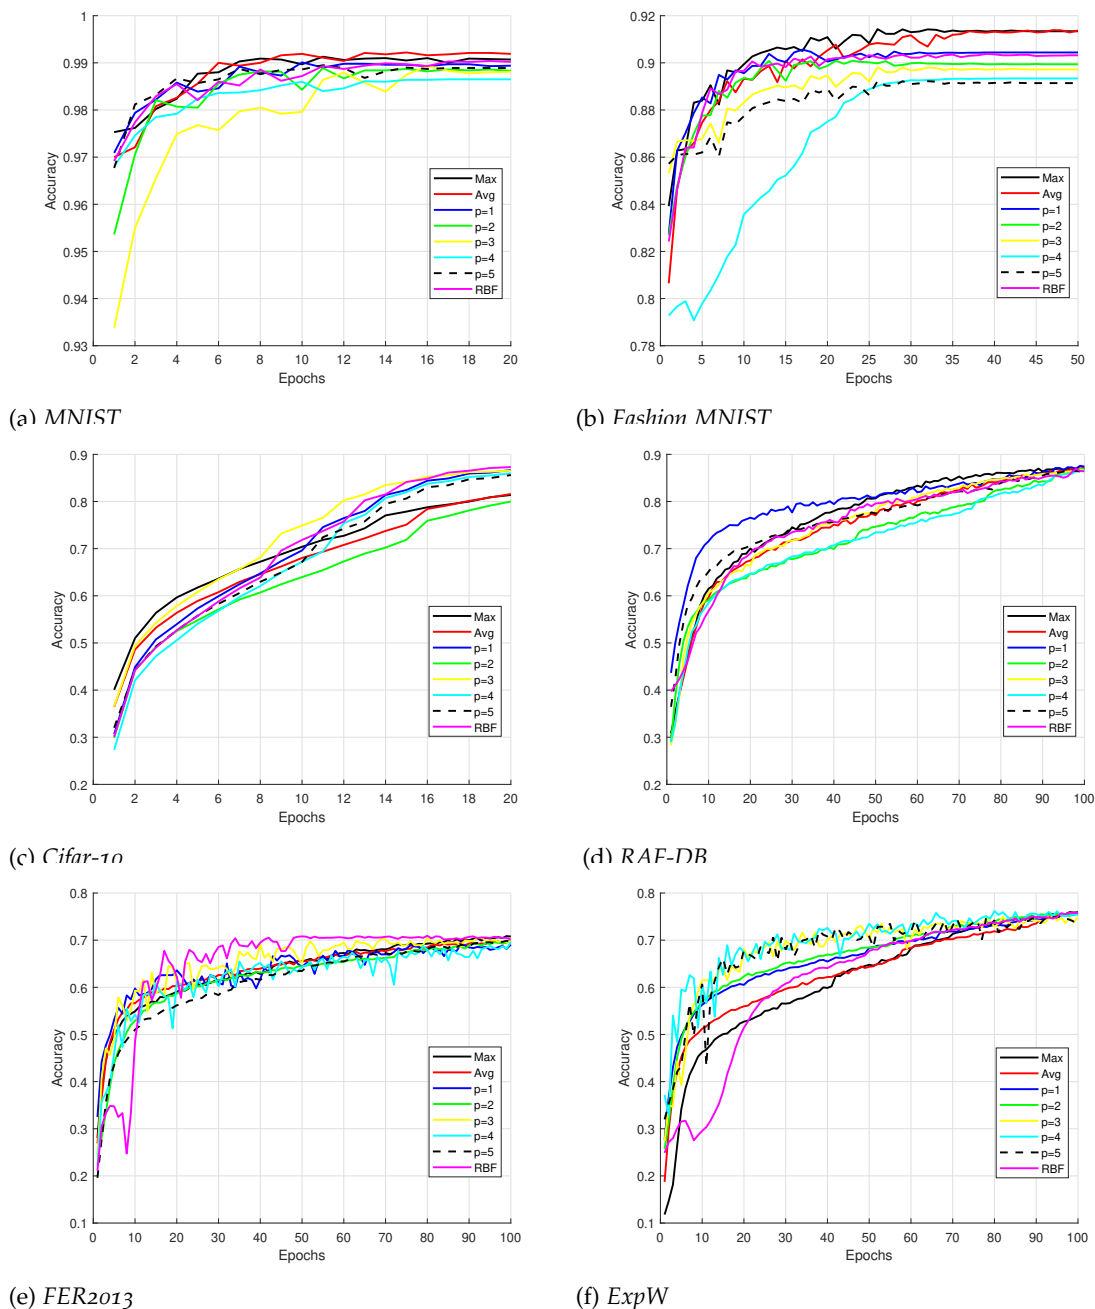 1
0.99
0.98
0.97
0.96
0.95
0.94
0.93
Accuracy
0 2 4 6 8 10 12 14 16 18 20
Epochs
Max
Avg
p=1
p=2
p=3
p=4
p=5
RBF
(a) MNIST
0.92
0.9
0.88
0.86
0.84
0.82
0.8
0.78
Accuracy
0 5 10 15 20 25 30 35 40 45 50
Epochs
Max
Avg
p=1
p=2
p=3
p=4
p=5
RBF
(b) Fashion MNIST
0.9
0.8
0.7
0.6
0.5
0.4
0.3
0.2
Accuracy
0 2 4 6 8 10 12 14 16 18 20
Epochs
Max
Avg
p=1
p=2
p=3
p=4
p=5
RBF
(c) Cifar-10
0.9
0.8
0.7
0.6
0.5
0.4
0.3
0.2
Accuracy
0 10 20 30 40 50 60 70 80 90 100
Epochs
Max
Avg
p=1
p=2
p=3
p=4
p=5
RBF
(d) RAF-DB
0.8
0.7
0.6
0.5
0.4
0.3
0.2
0.1
Accuracy
0 10 20 30 40 50 60 70 80 90 100
Epochs
Max
Avg
p=1
p=2
p=3
p=4
p=5
RBF
(e) FER2013
0.8
0.7
0.6
0.5
0.4
0.3
0.2
0.1
Accuracy
0 10 20 30 40 50 60 70 80 90 100
Epochs
Max
Avg
p=1
p=2
p=3
p=4
p=5
RBF
(f) ExpW